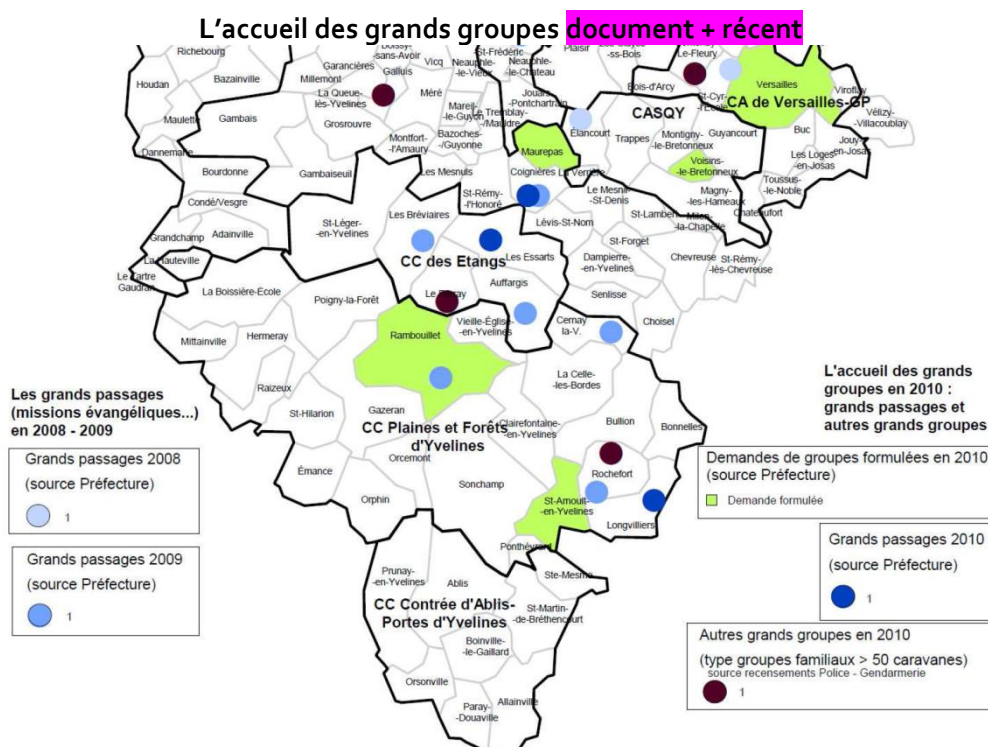 L'accueil des grands groupes document + récent
Richebourg
-sans-Avoir
Vicq
St-Frédéric
Neauphle-
-le-Vieux
Neauphle-
-le-Chateau
Plaisir
Le-Fleury
Houdan
Bazainville
Millemont
Garancières
Galluis
La Queue-
lès-Yvelines
Méré
Jouars
-Pontchartrain
Bois-d'Arcy
St-Cyr-
-l'Ecole
Versailles
CA de Versailles-GP
Viroflay
Vélizy-
-Villacoublay
Maulette
Gambais
Grosrouvre
Mareil-
-le-Guyon
Le Tremblay-
-/Mauldre
Élancourt
CASQY
Trappes
Montigny-
-le-Bretonneux
Guyancourt
Buc
Jouy-
-en-Josas
Les Loges-
-en-Josas
Dannemarie
Montfort-
-l'Amaury
Bazoches-
-/Guyonne
Maurepas
Coignières
La Verrière
Voisins-
-le-Bretonneux
Toussus-
-le-Noble
Bourdonne
Gambaiseuil
Les Mesnuls
St-Rémy-
-l'Honoré
Le Mesnil-
-St-Denis
Magny-
-les-Hameaux
Chateaufort
Condé/Vesgre
St-Léger-
-en-Yvelines
Les Bréviaires
Lévis-St-Nom
St-Lambert
Milon-
-la-Chapelle
Grandchamp
Adainville
St-Forget
La Hauteville
CC des Etangs
Les Essarts
Dampierre-
-en-Yvelines
Chevreuse
St-Rémy-
-lès-Chevreuse
Le Tartre
Gaudran
La Boissière-École
Poigny-la-Forêt
Le Perray
Auffargis
Senlisse
Choisel
Mittainville
Hermeray
Rambouillet
Vieille-Église-
-en-Yvelines
Cernay
la-V.
Raizeux
La Celle-
-les-Bordes
St-Hilarion
Gazeran
CC Plaines et Forêts
d'Yvelines
Clairefontaine-
-en-Yvelines
Bullion
Bonnelles
Émance
Orcemont
Orphin
Sonchamp
Rochefort
St-Arnoult-
-en-Yvelines
Longvilliers
Ponthévrard
Prunay-
-en-Yvelines
Ablis
Ste-Mesme
CC Contrée d'Ablis-
Portes d'Yvelines
St-Martin-
-de-Bréthencourt
Boinville-
-le-Gaillard
Orsonville
Paray-
-Douaville
Allainville
Les grands passages
(missions évangéliques...)
en 2008 - 2009
Grands passages 2008
(source Préfecture)
1
Grands passages 2009
(source Préfecture)
1
L'accueil des grands
groupes en 2010 :
grands passages et
autres grands groupes
Demandes de groupes formulées en 2010
(source Préfecture)
Demande formulée
Grands passages 2010
(source Préfecture)
1
Autres grands groupes en 2010
(type groupes familiaux > 50 caravanes)
source recensements Police - Gendarmerie
1